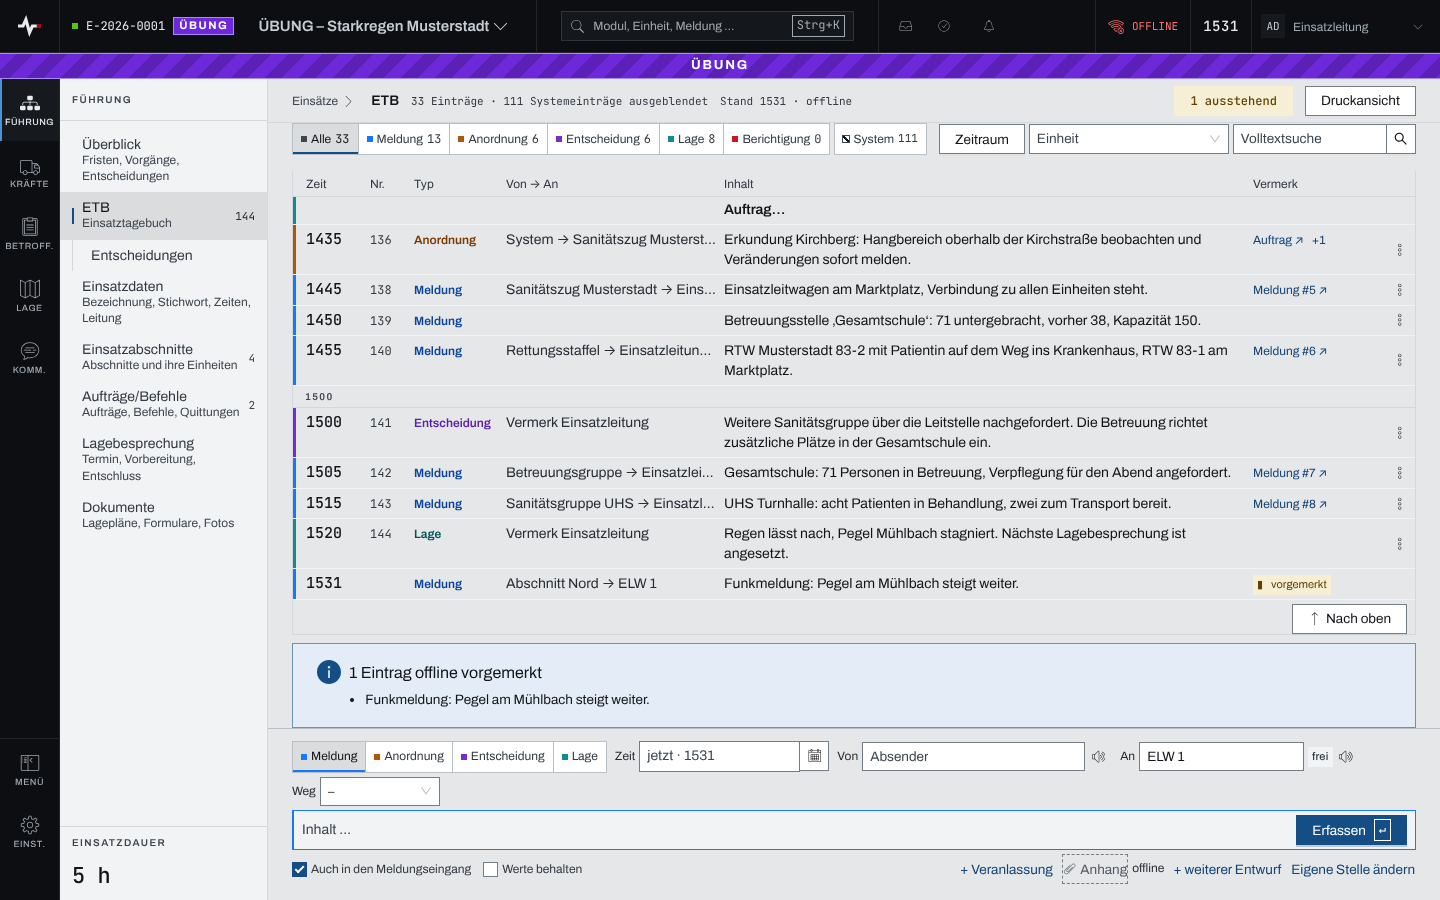 E-2026-0001 ÜBUNG ÜBUNG – Starkregen Musterstadt
Modul, Einheit, Meldung ... Strg+K
OFFLINE 1531 AD Einsatzleitung
ÜBUNG
FÜHRUNG
KRÄFTE
BETROFF.
LAGE
KOMM.
MENÜ
EINST.
FÜHRUNG
Überblick
Fristen, Vorgänge,
Entscheidungen
ETB
Einsatztagebuch 144
Entscheidungen
Einsatzdaten
Bezeichnung, Stichwort, Zeiten,
Leitung
Einsatzabschnitte
Abschnitte und ihre Einheiten 4
Aufträge/Befehle
Aufträge, Befehle, Quittungen 2
Lagebesprechung
Termin, Vorbereitung,
Entschluss
Dokumente
Lagepläne, Formulare, Fotos
EINSATZDAUER
5 h
Einsätze ETB 33 Einträge · 111 Systemeinträge ausgeblendet Stand 1531 · offline 1 ausstehend Druckansicht
Alle 33 Meldung 13 Anordnung 6 Entscheidung 6 Lage 8 Berichtigung 0 System 111 Zeitraum Einheit Volltextsuche
Zeit Nr. Typ Von → An Inhalt Vermerk
Auftrag...
1435 136 Anordnung System → Sanitätszug Musterst... Erkundung Kirchberg: Hangbereich oberhalb der Kirchstraße beobachten und Auftrag ↗ +1
Veränderungen sofort melden.
1445 138 Meldung Sanitätszug Musterstadt → Eins... Einsatzleitwagen am Marktplatz, Verbindung zu allen Einheiten steht. Meldung #5 ↗
1450 139 Meldung Betreuungsstelle ‚Gesamtschule‘: 71 untergebracht, vorher 38, Kapazität 150.
1455 140 Meldung Rettungsstaffel → Einsatzleitun... RTW Musterstadt 83-2 mit Patientin auf dem Weg ins Krankenhaus, RTW 83-1 am Meldung #6 ↗
Marktplatz.
1500
1500 141 Entscheidung Vermerk Einsatzleitung Weitere Sanitätsgruppe über die Leitstelle nachgefordert. Die Betreuung richtet
zusätzliche Plätze in der Gesamtschule ein.
1505 142 Meldung Betreuungsgruppe → Einsatzlei... Gesamtschule: 71 Personen in Betreuung, Verpflegung für den Abend angefordert. Meldung #7 ↗
1515 143 Meldung Sanitätsgruppe UHS → Einsatzl... UHS Turnhalle: acht Patienten in Behandlung, zwei zum Transport bereit. Meldung #8 ↗
1520 144 Lage Vermerk Einsatzleitung Regen lässt nach, Pegel Mühlbach stagniert. Nächste Lagebesprechung ist
angesetzt.
1531 Meldung Abschnitt Nord → ELW 1 Funkmeldung: Pegel am Mühlbach steigt weiter. vorgemerkt
↑ Nach oben
1 Eintrag offline vorgemerkt
• Funkmeldung: Pegel am Mühlbach steigt weiter.
Meldung Anordnung Entscheidung Lage Zeit jetzt · 1531 Von Absender An ELW 1 frei
Weg –
Inhalt ... Erfassen ↵
Auch in den Meldungseingang Werte behalten + Veranlassung Anhang offline + weiterer Entwurf Eigene Stelle ändern